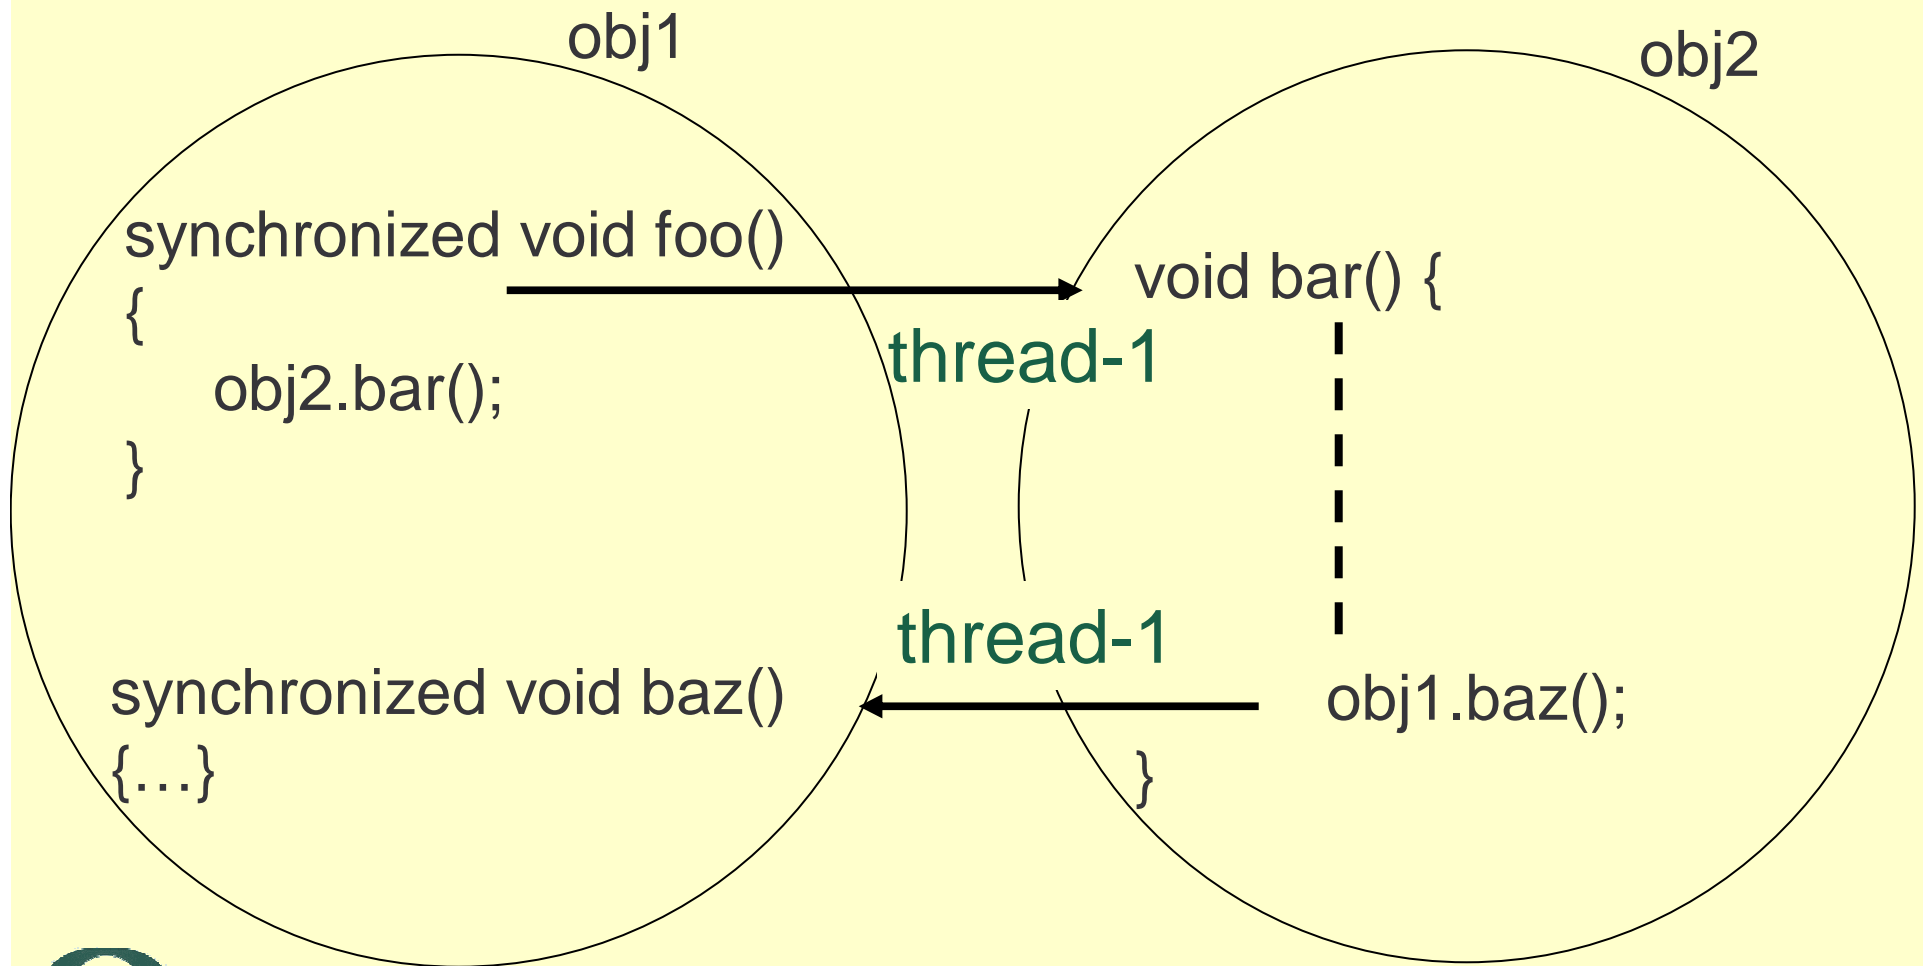 obj1
obj2
synchronized void foo()
{
obj2.bar();
}
void bar() {
thread-1
thread-1
synchronized void baz()
{…}
obj1.baz();
}